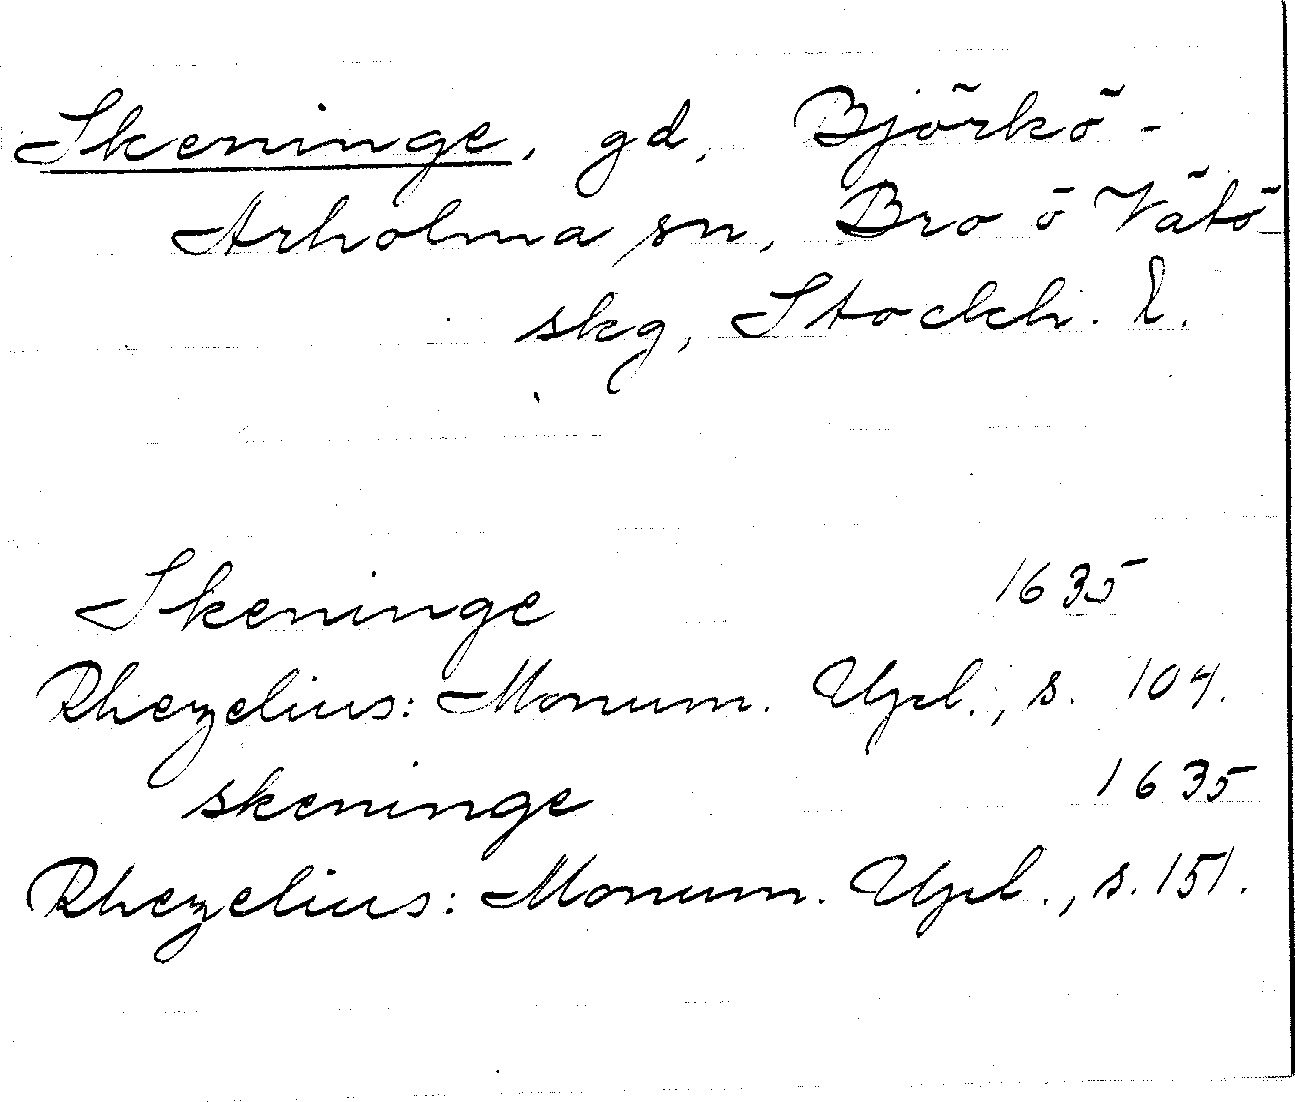 Skeninge, gd, Björkö-
Arholma sn, Bro o Vätö
skg, Stockh. l.
Skeninge 1635
Rhezelius: Monum. Upl., s. 104.
skeninge 1635
Rhezelius: Monum. Upl., s. 151.